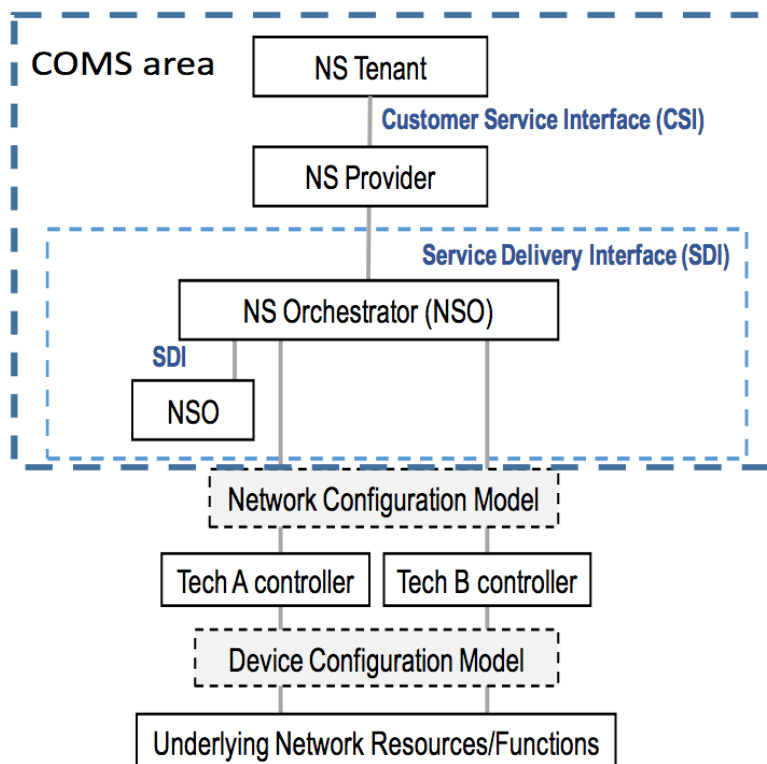 COMS area
NS Tenant
Customer Service Interface (CSI)
NS Provider
Service Delivery Interface (SDI)
NS Orchestrator (NSO)
SDI
NSO
Network Configuration Model
Tech A controller
Tech B controller
Device Configuration Model
Underlying Network Resources/Functions